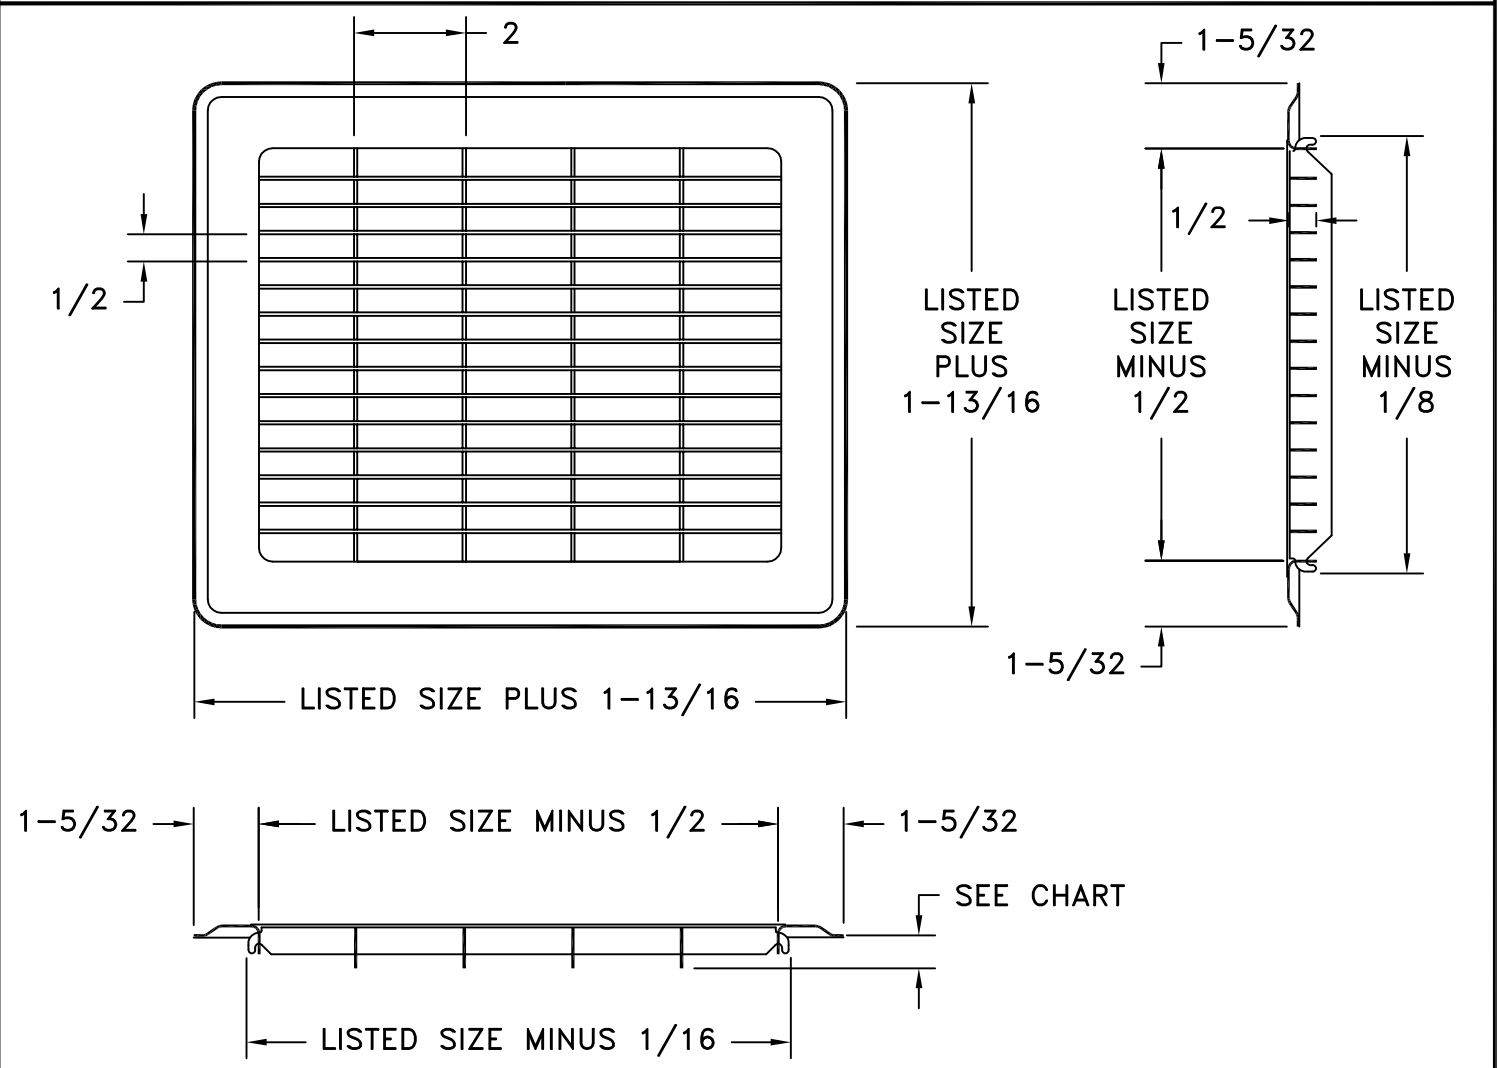 2
1-5/32
1/2
1/2
LISTED
SIZE
PLUS
1-13/16
LISTED
SIZE
MINUS
1/2
LISTED
SIZE
MINUS
1/8
1-5/32
LISTED SIZE PLUS 1-13/16
1-5/32
LISTED SIZE MINUS 1/2
1-5/32
SEE CHART
LISTED SIZE MINUS 1/16